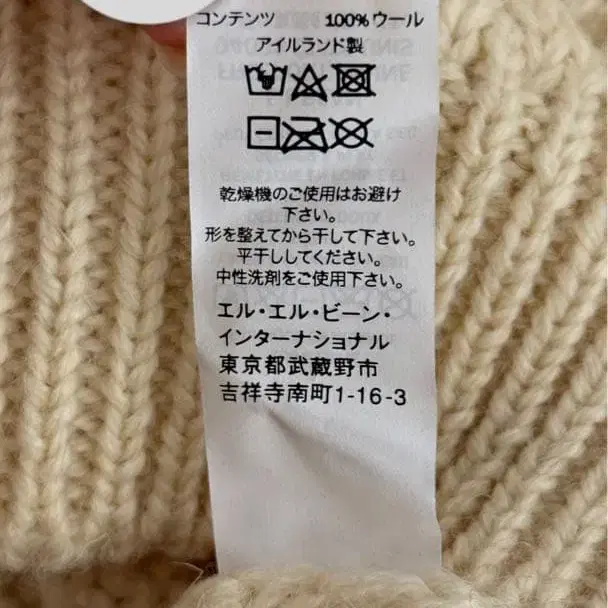 コンテンツ 100% ウール
アイルランド製
乾燥機のご使用はお避け
下さい。
形を整えてから干して下さい。
平干ししてください。
中性洗剤をご使用下さい。
エル・エル・ビーン・
インターナショナル
東京都武蔵野市
吉祥寺南町1-16-3